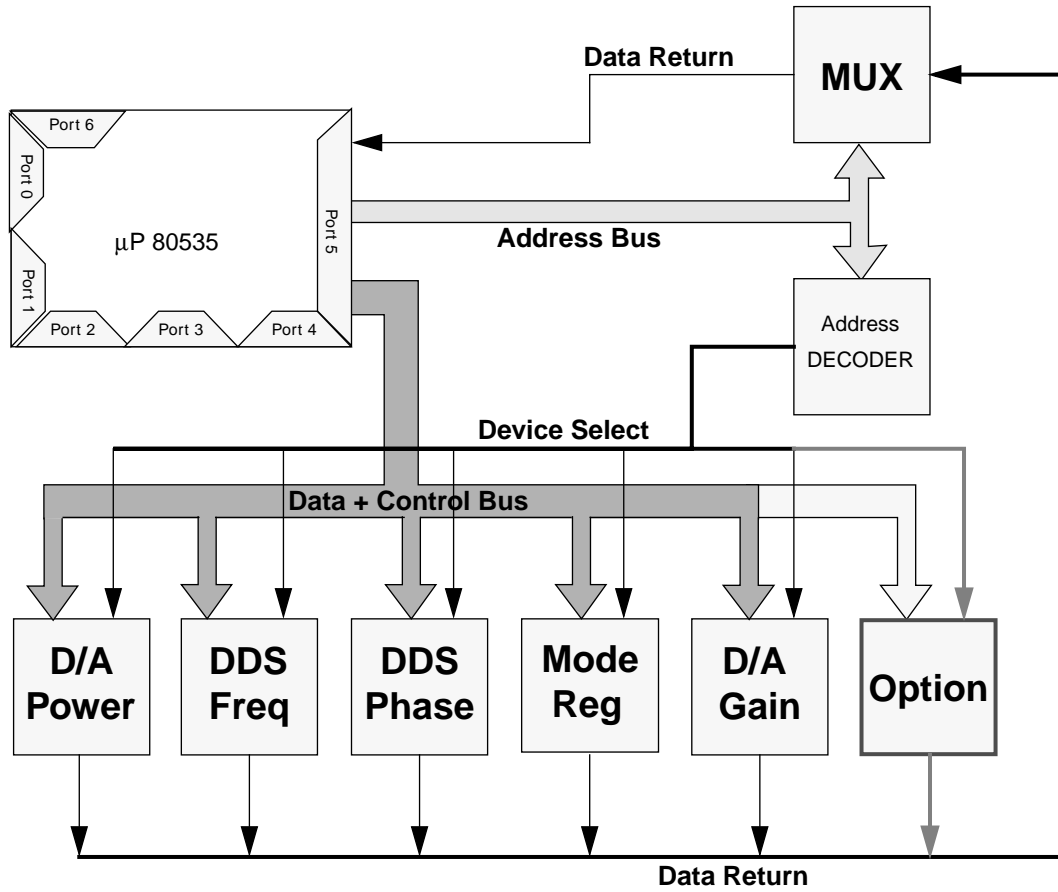 Data Return
MUX
Port 6
Port 0
μP 80535
Port 5
Address Bus
Port 1
Port 2
Port 3
Port 4
Address
DECODER
Device Select
Data + Control Bus
D/A
Power
DDS
Freq
DDS
Phase
Mode
Reg
D/A
Gain
Option
Data Return